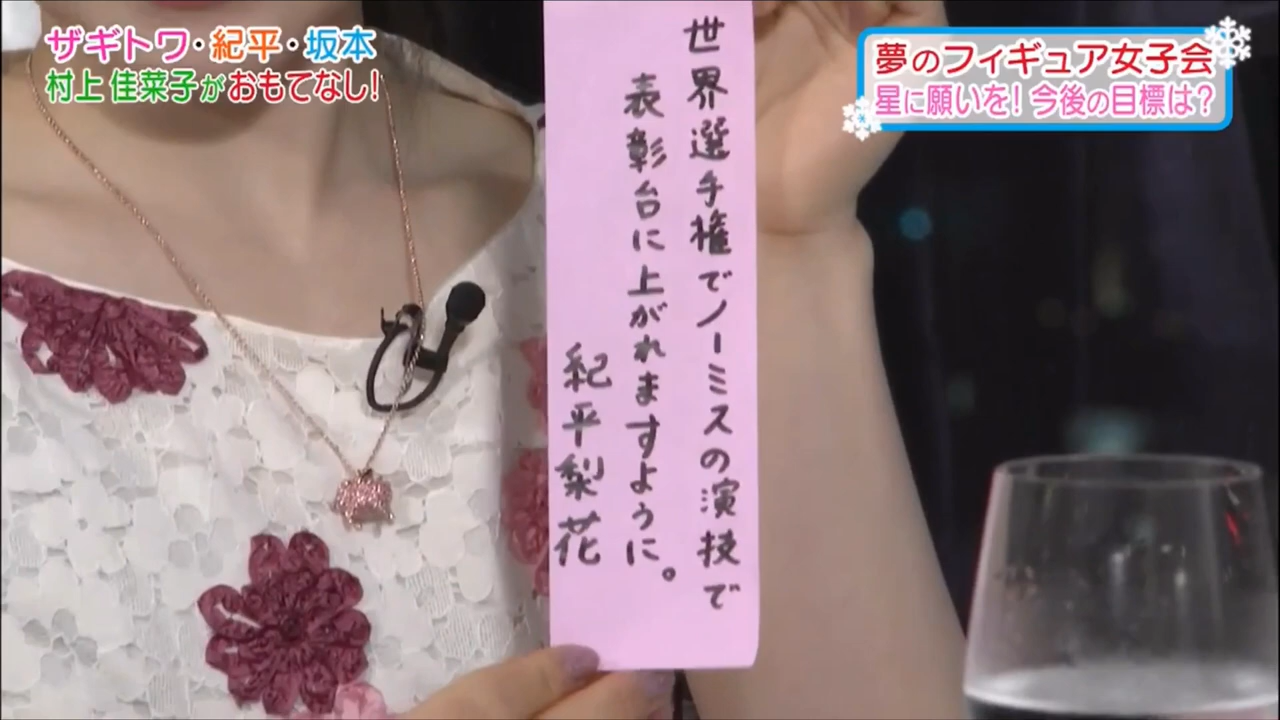 ザギトワ・紀平・坂本
村上佳菜子がおもてなし!
夢のフィギュア女子会
星に願いを!今後の目標は?
世界選手権でノーミスの演技で
表彰台に上がれますように。
紀平梨花